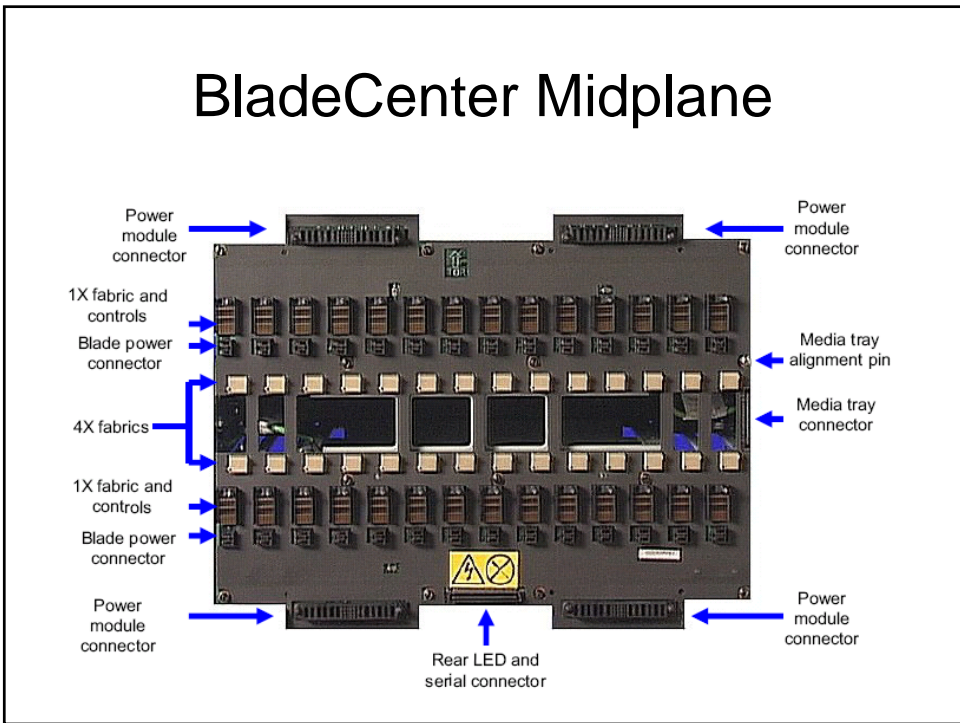 BladeCenter Midplane
Power
module
connector
Power
module
connector
1X fabric and
controls
Blade power
connector
Media tray
alignment pin
4X fabrics
Media tray
connector
1X fabric and
controls
Blade power
connector
Power
module
connector
Power
module
connector
Rear LED and
serial connector